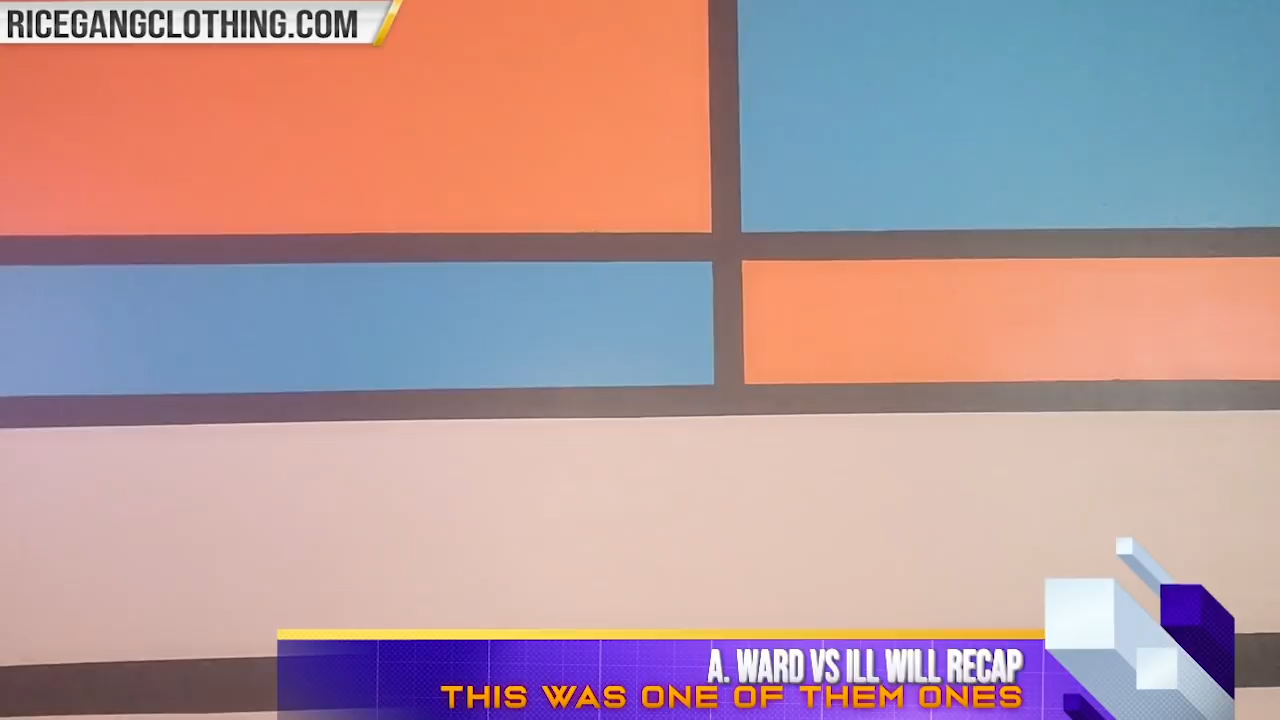 RICEGANGCLOTHING.COM
A. WARD VS ILL WILL RECAP
THIS WAS ONE OF THEM ONES